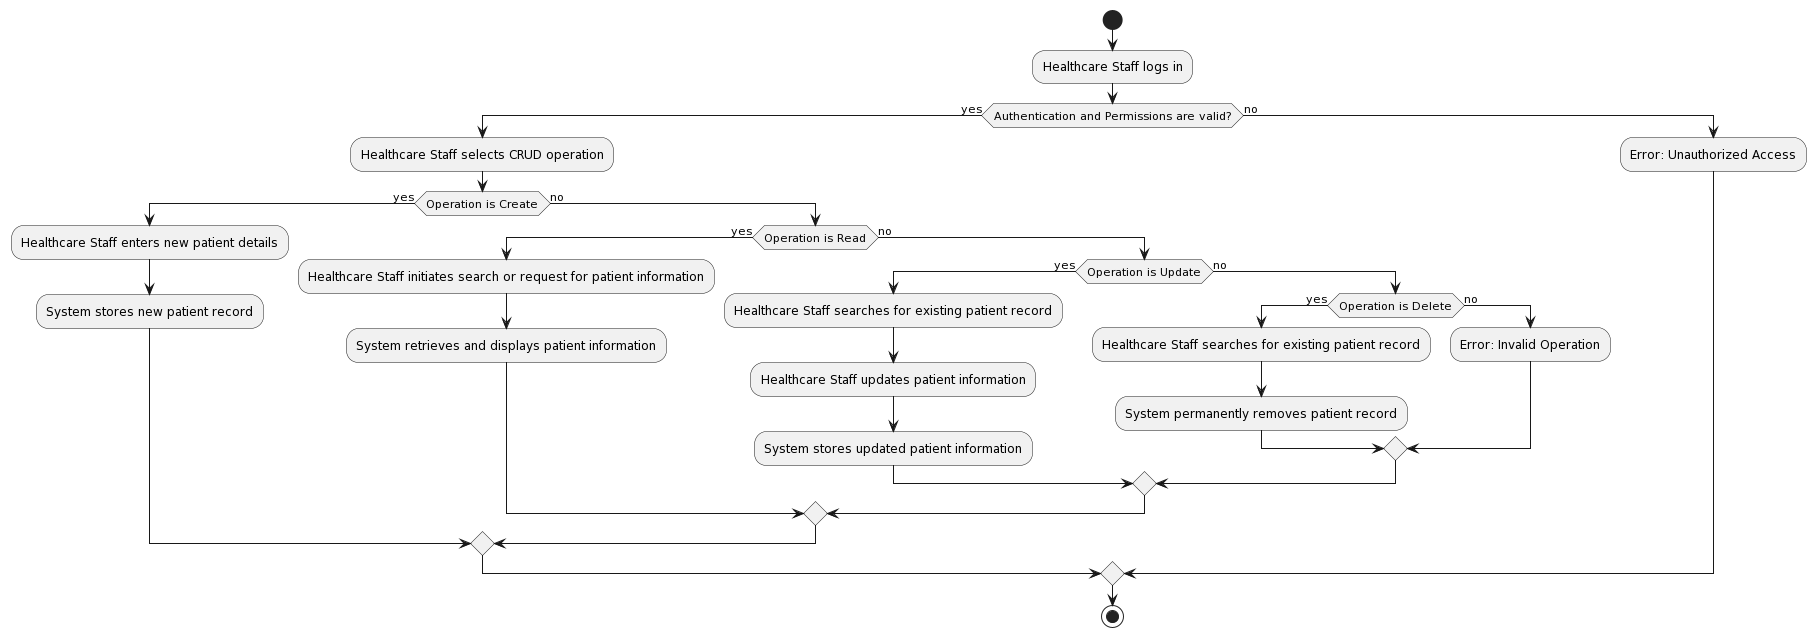 Healthcare Staff logs in
yes
Authentication and Permissions are valid?
no
Healthcare Staff selects CRUD operation
Error: Unauthorized Access
yes
Operation is Create
no
Healthcare Staff enters new patient details
System stores new patient record
yes
Operation is Read
no
Healthcare Staff initiates search or request for patient information
System retrieves and displays patient information
yes
Operation is Update
no
Healthcare Staff searches for existing patient record
Healthcare Staff updates patient information
System stores updated patient information
yes
Operation is Delete
no
Healthcare Staff searches for existing patient record
System permanently removes patient record
Error: Invalid Operation